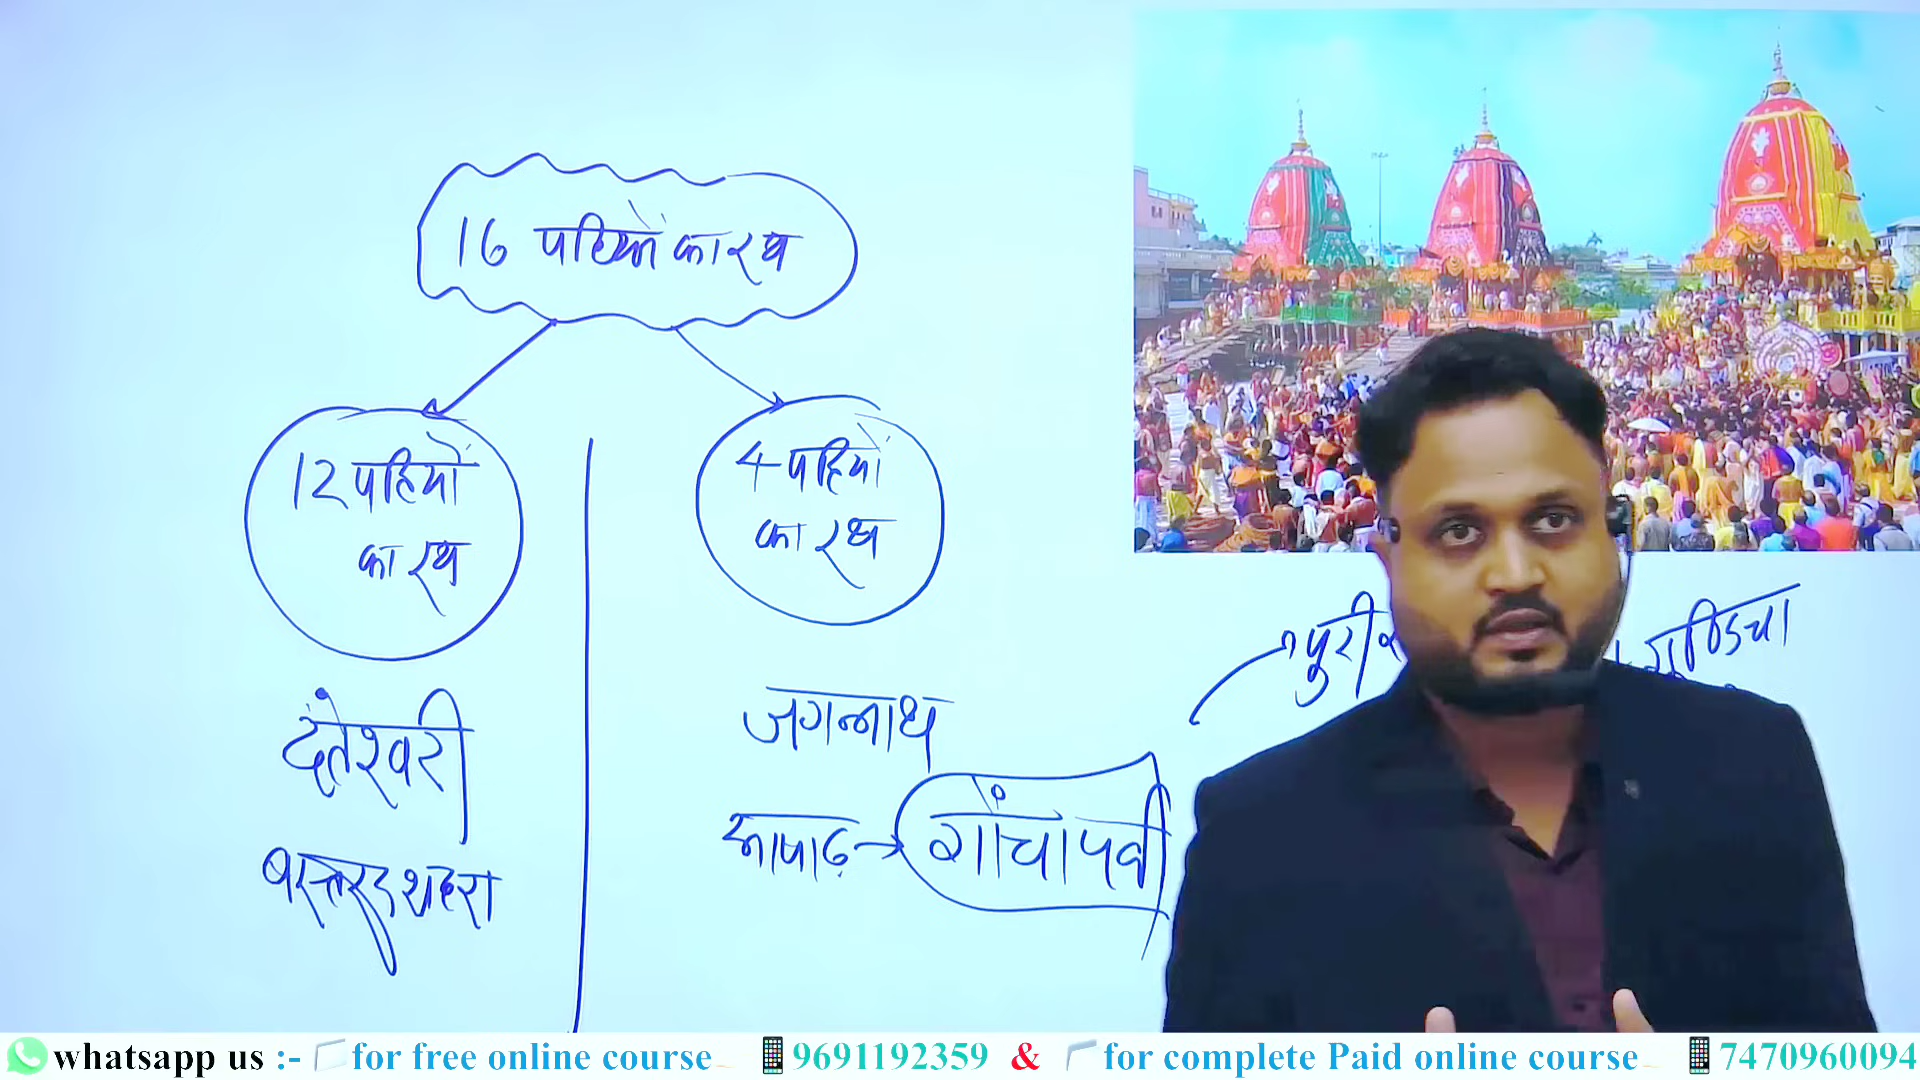 16 पहियों का रथ
12 पहियों
का रथ
4 पहियों
का रथ
दंतेश्वरी
बस्तर दशहरा
जगन्नाथ
आषाढ़ → गोंचा पर्व
पुरी
गुण्डिचा
whatsapp us :- for free online course 9691192359 & for complete Paid online course 7470960094